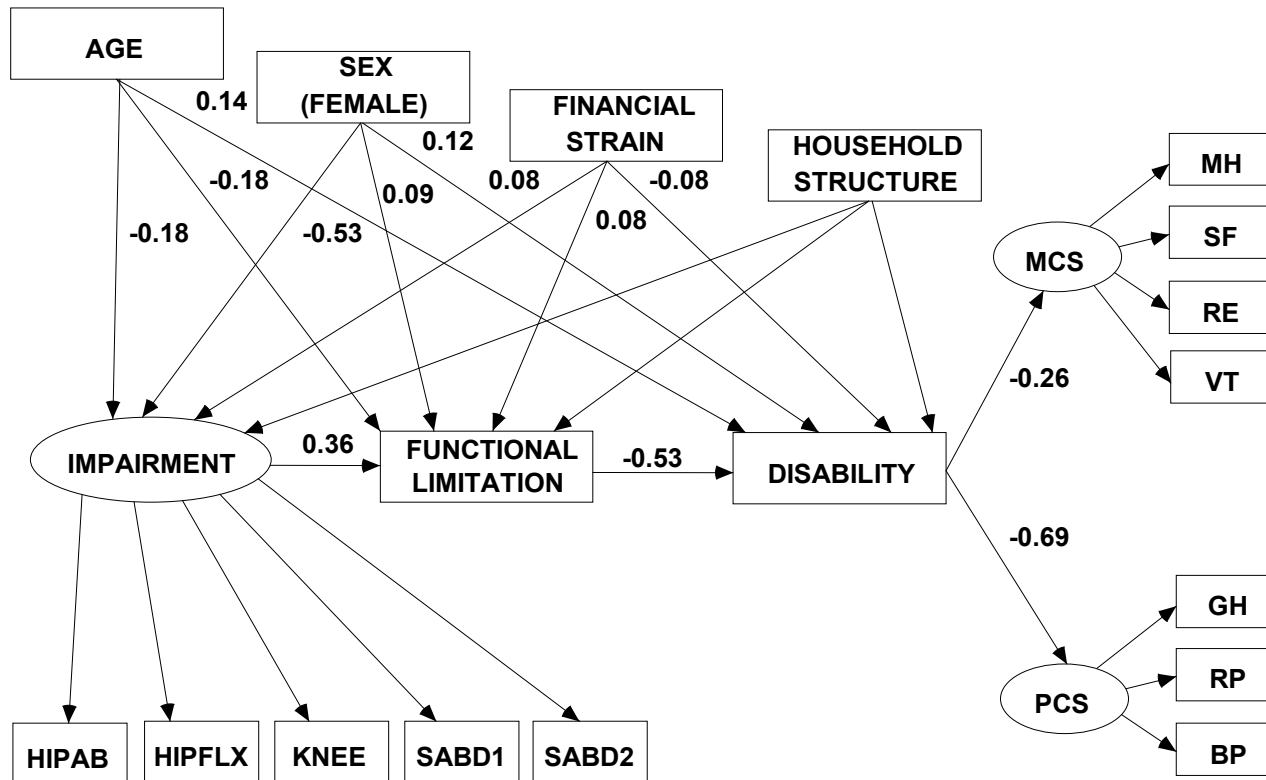 AGE
SEX
(FEMALE)
FINANCIAL
STRAIN
HOUSEHOLD
STRUCTURE
0.14
0.12
-0.18
0.09
0.08
-0.08
-0.18
-0.53
0.08
MH
SF
RE
VT
MCS
-0.26
IMPAIRMENT
0.36
FUNCTIONAL
LIMITATION
-0.53
DISABILITY
-0.69
GH
RP
BP
PCS
HIPAB
HIPFLX
KNEE
SABD1
SABD2